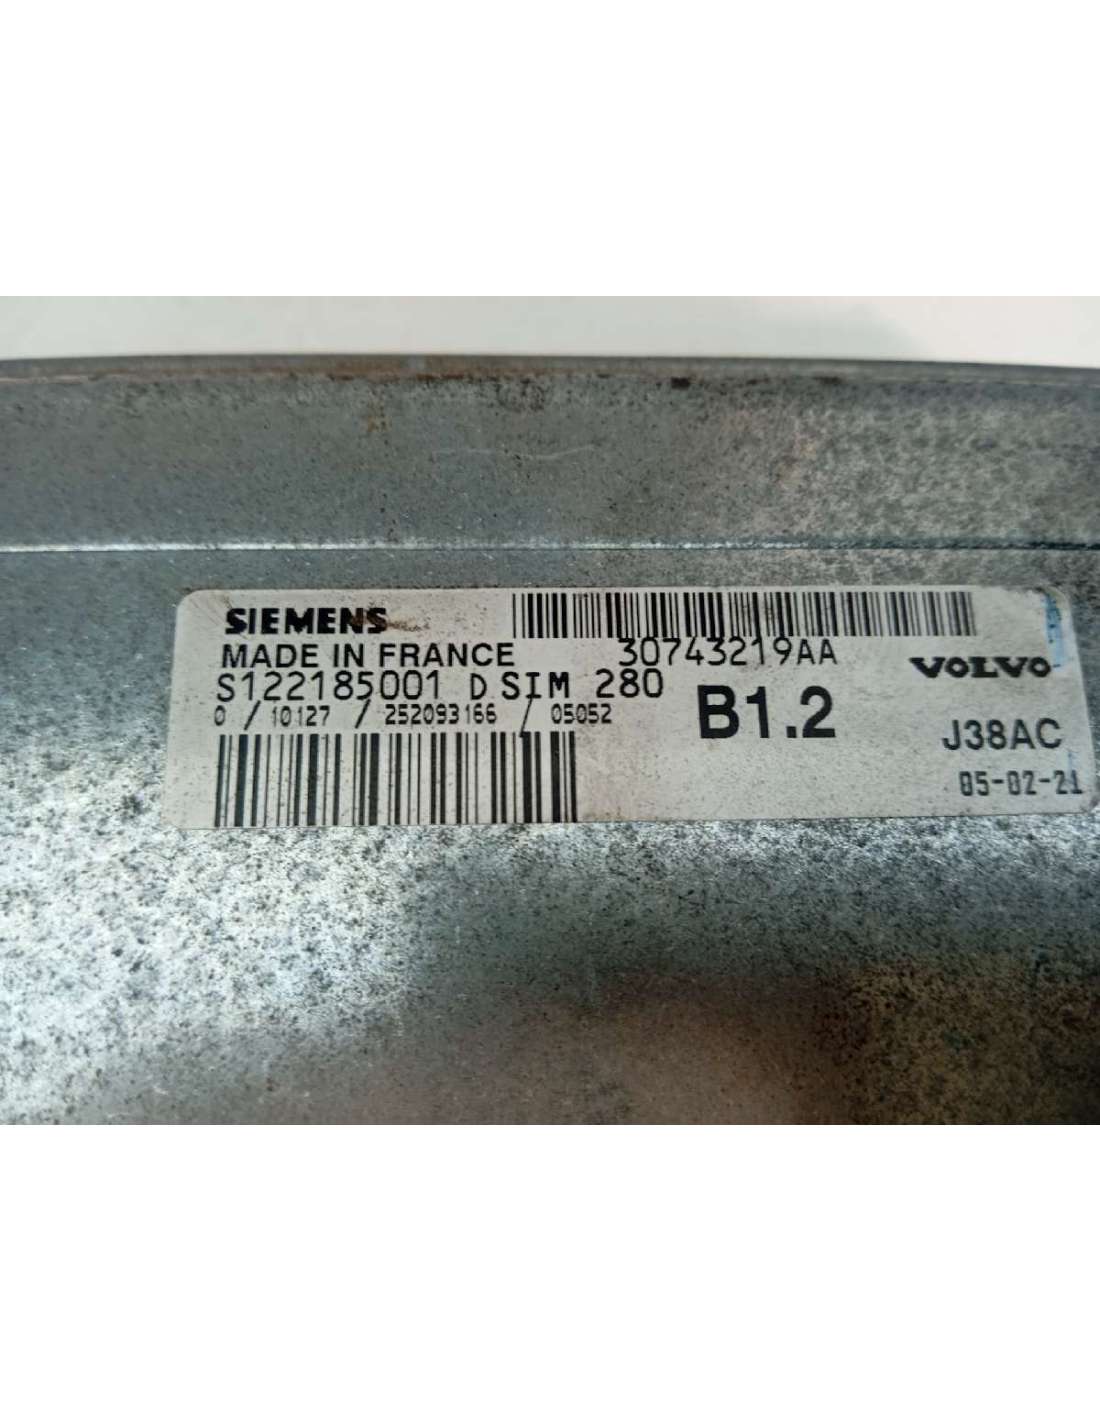 SIEMENS
30743219AA
MADE IN FRANCE
VOLVO
S122185001 D SIM 280
0 / 10127 / 252093166 / 05052
B1.2
J38AC
05-02-21